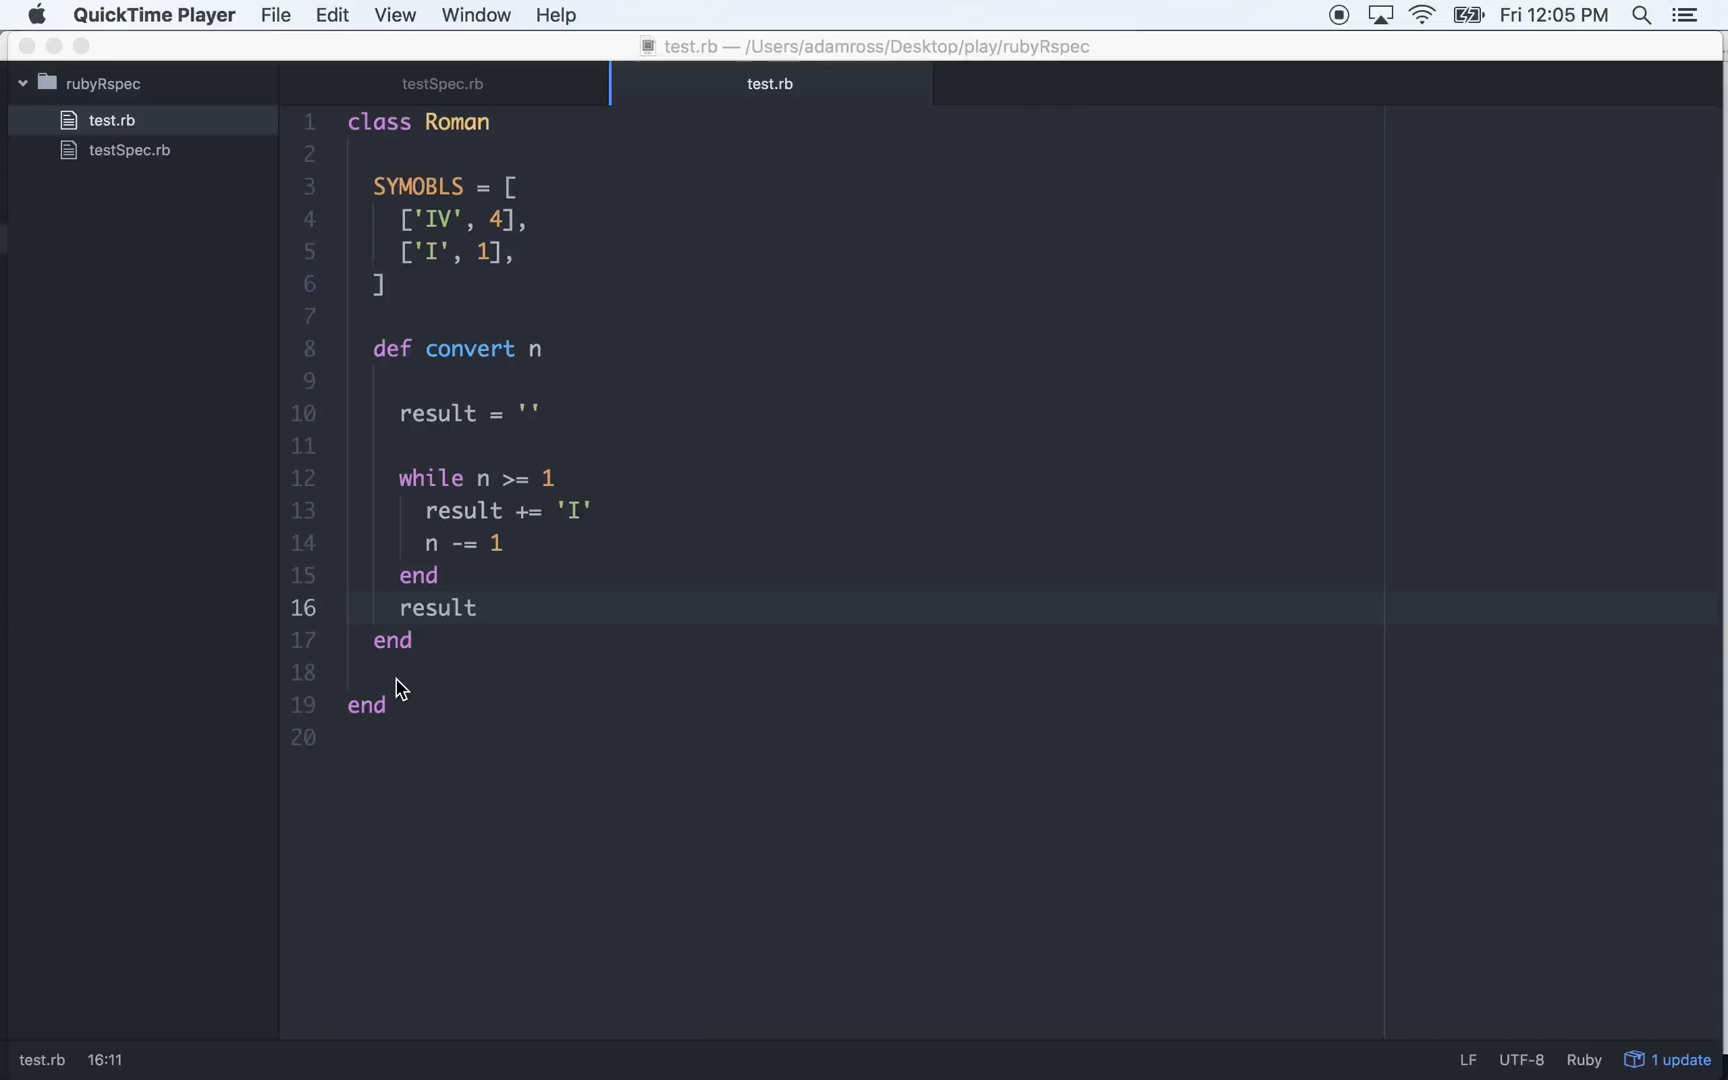 QuickTime Player File Edit View Window Help Fri 12:05 PM
test.rb — /Users/adamross/Desktop/play/rubyRspec
rubyRspec
test.rb
testSpec.rb
testSpec.rb test.rb
1 class Roman
2
3 SYMOBLS = [
4 ['IV', 4],
5 ['I', 1],
6 ]
7
8 def convert n
9
10 result = ''
11
12 while n >= 1
13 result += 'I'
14 n -= 1
15 end
16 result
17 end
18
19 end
20
test.rb 16:11 LF UTF-8 Ruby 1 update